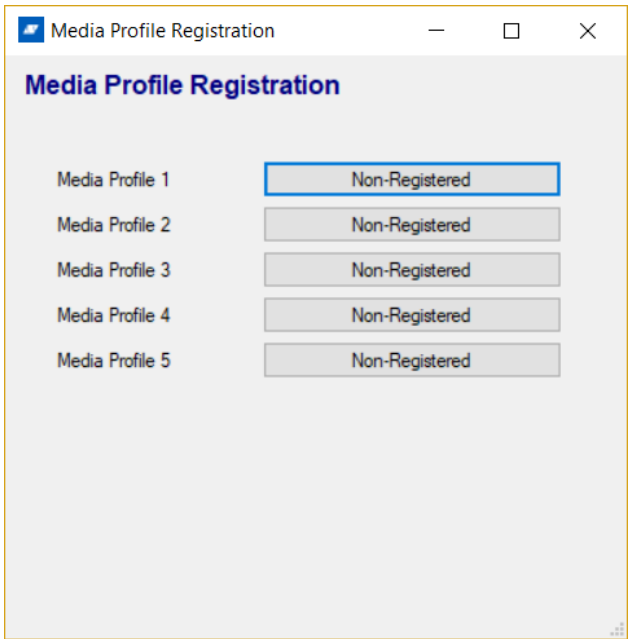 Media Profile Registration
Media Profile Registration
Media Profile 1 Non-Registered
Media Profile 2 Non-Registered
Media Profile 3 Non-Registered
Media Profile 4 Non-Registered
Media Profile 5 Non-Registered